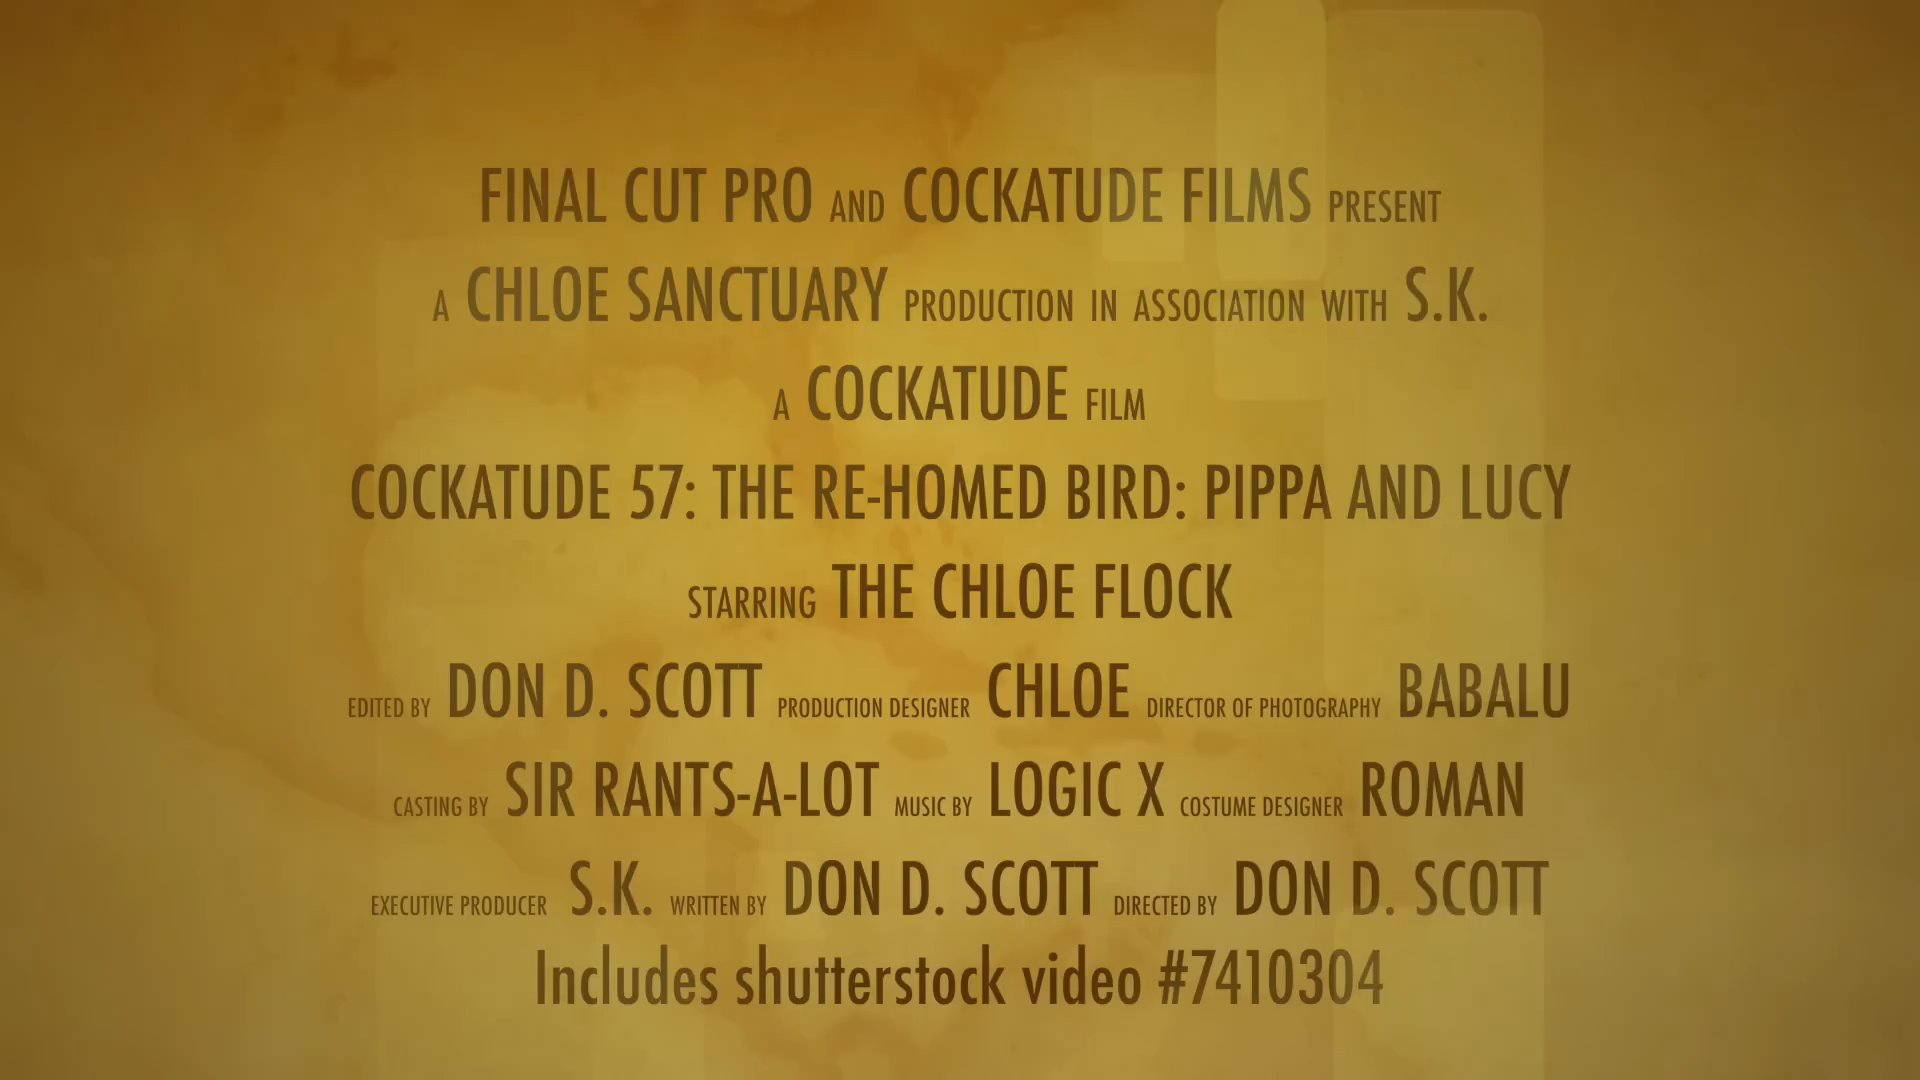 FINAL CUT PRO AND COCKATUDE FILMS PRESENT
A CHLOE SANCTUARY PRODUCTION IN ASSOCIATION WITH S.K.
A COCKATUDE FILM
COCKATUDE 57: THE RE-HOMED BIRD: PIPPA AND LUCY
STARRING THE CHLOE FLOCK
EDITED BY DON D. SCOTT PRODUCTION DESIGNER CHLOE DIRECTOR OF PHOTOGRAPHY BABALU
CASTING BY SIR RANTS-A-LOT MUSIC BY LOGIC X COSTUME DESIGNER ROMAN
EXECUTIVE PRODUCER S.K. WRITTEN BY DON D. SCOTT DIRECTED BY DON D. SCOTT
Includes shutterstock video #7410304